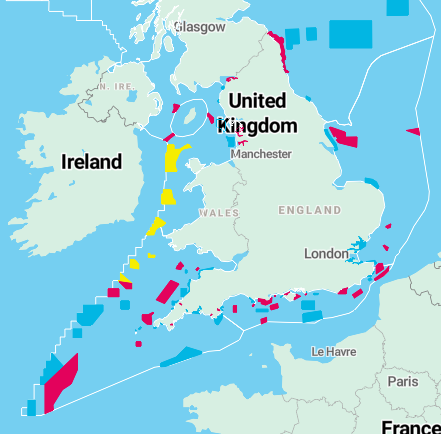 Glasgow
N. IRE.
United
Kingdom
Manchester
Ireland
WALES
ENGLAND
London
Le Havre
Paris
France